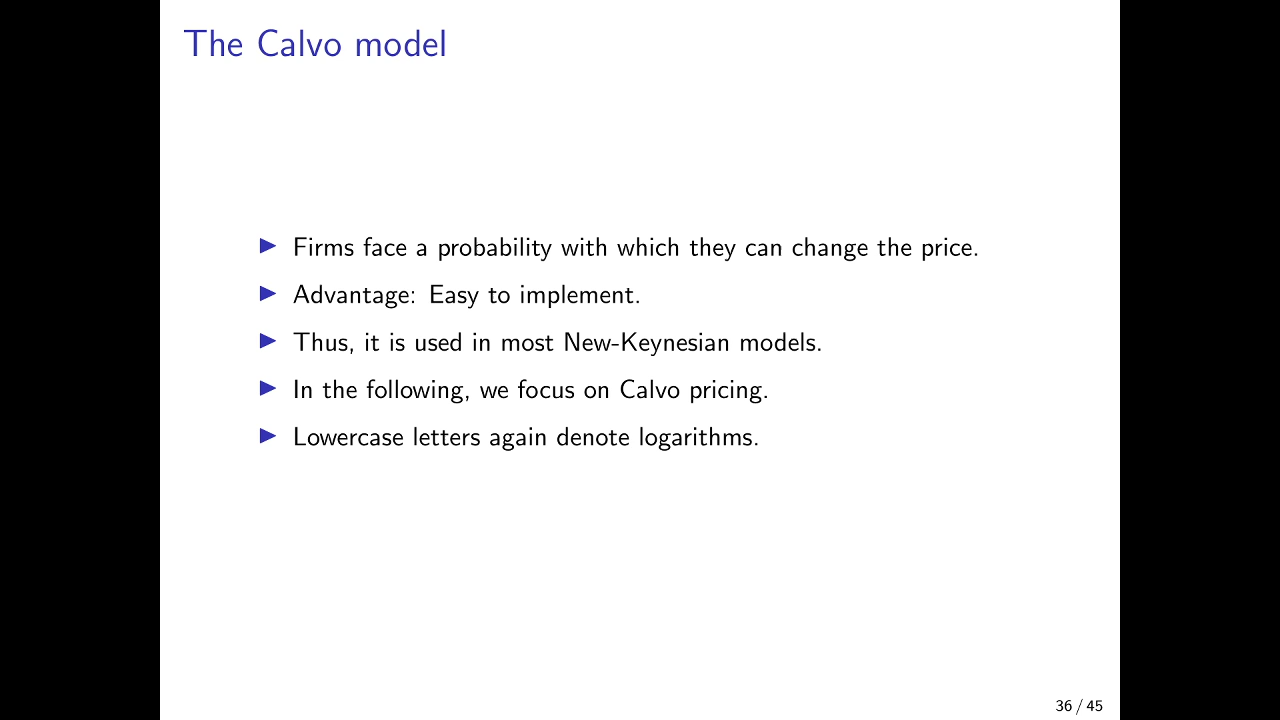 The Calvo model
▶ Firms face a probability with which they can change the price.
▶ Advantage: Easy to implement.
▶ Thus, it is used in most New-Keynesian models.
▶ In the following, we focus on Calvo pricing.
▶ Lowercase letters again denote logarithms.
36 / 45